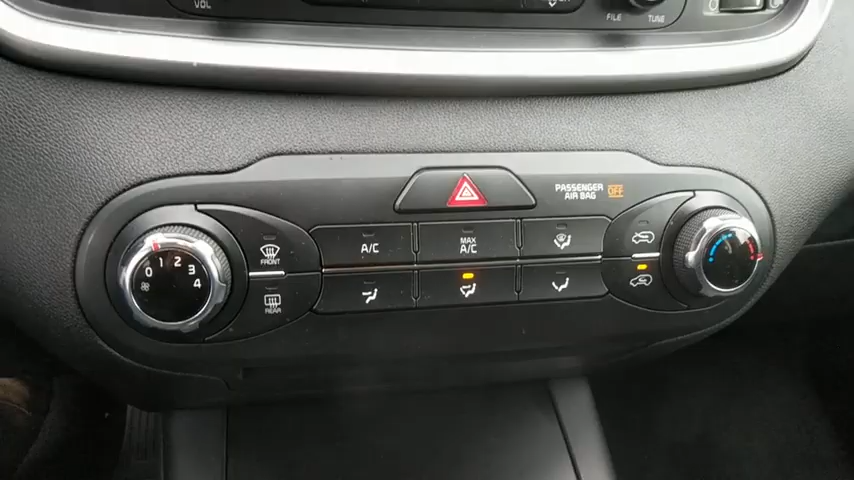 VOL
FILE
TUNE
PASSENGER
AIR BAG OFF
FRONT
A/C
MAX
A/C
0 1 2 3 4
REAR